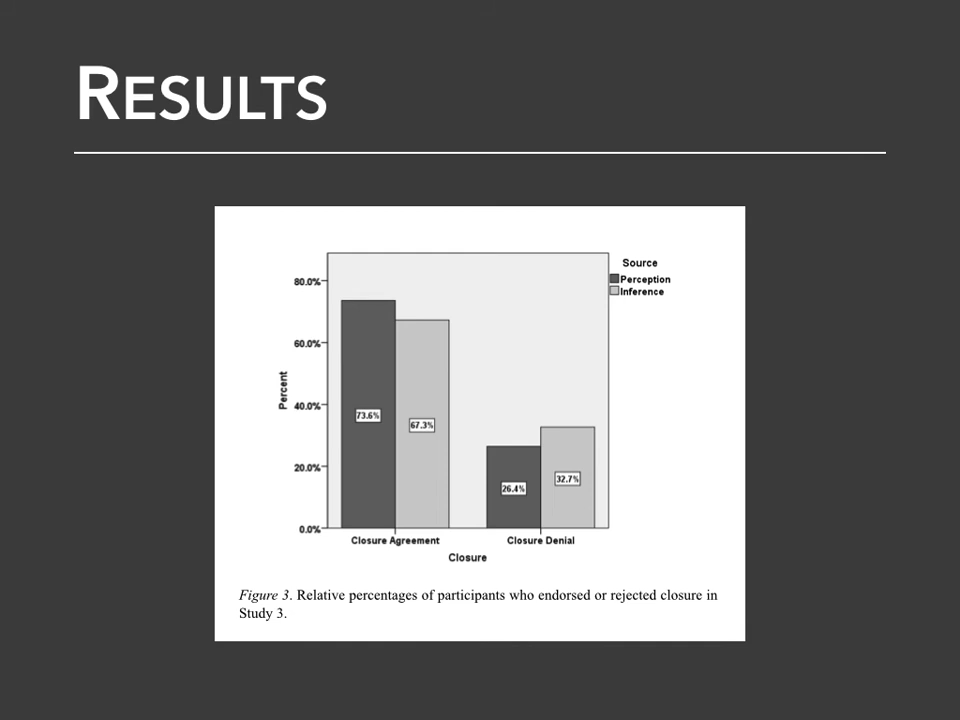 RESULTS
Source
Perception
Inference
80.0%
60.0%
40.0%
20.0%
0.0%
Percent
73.6%
67.3%
26.4%
32.7%
Closure Agreement
Closure Denial
Closure
Figure 3. Relative percentages of participants who endorsed or rejected closure in
Study 3.